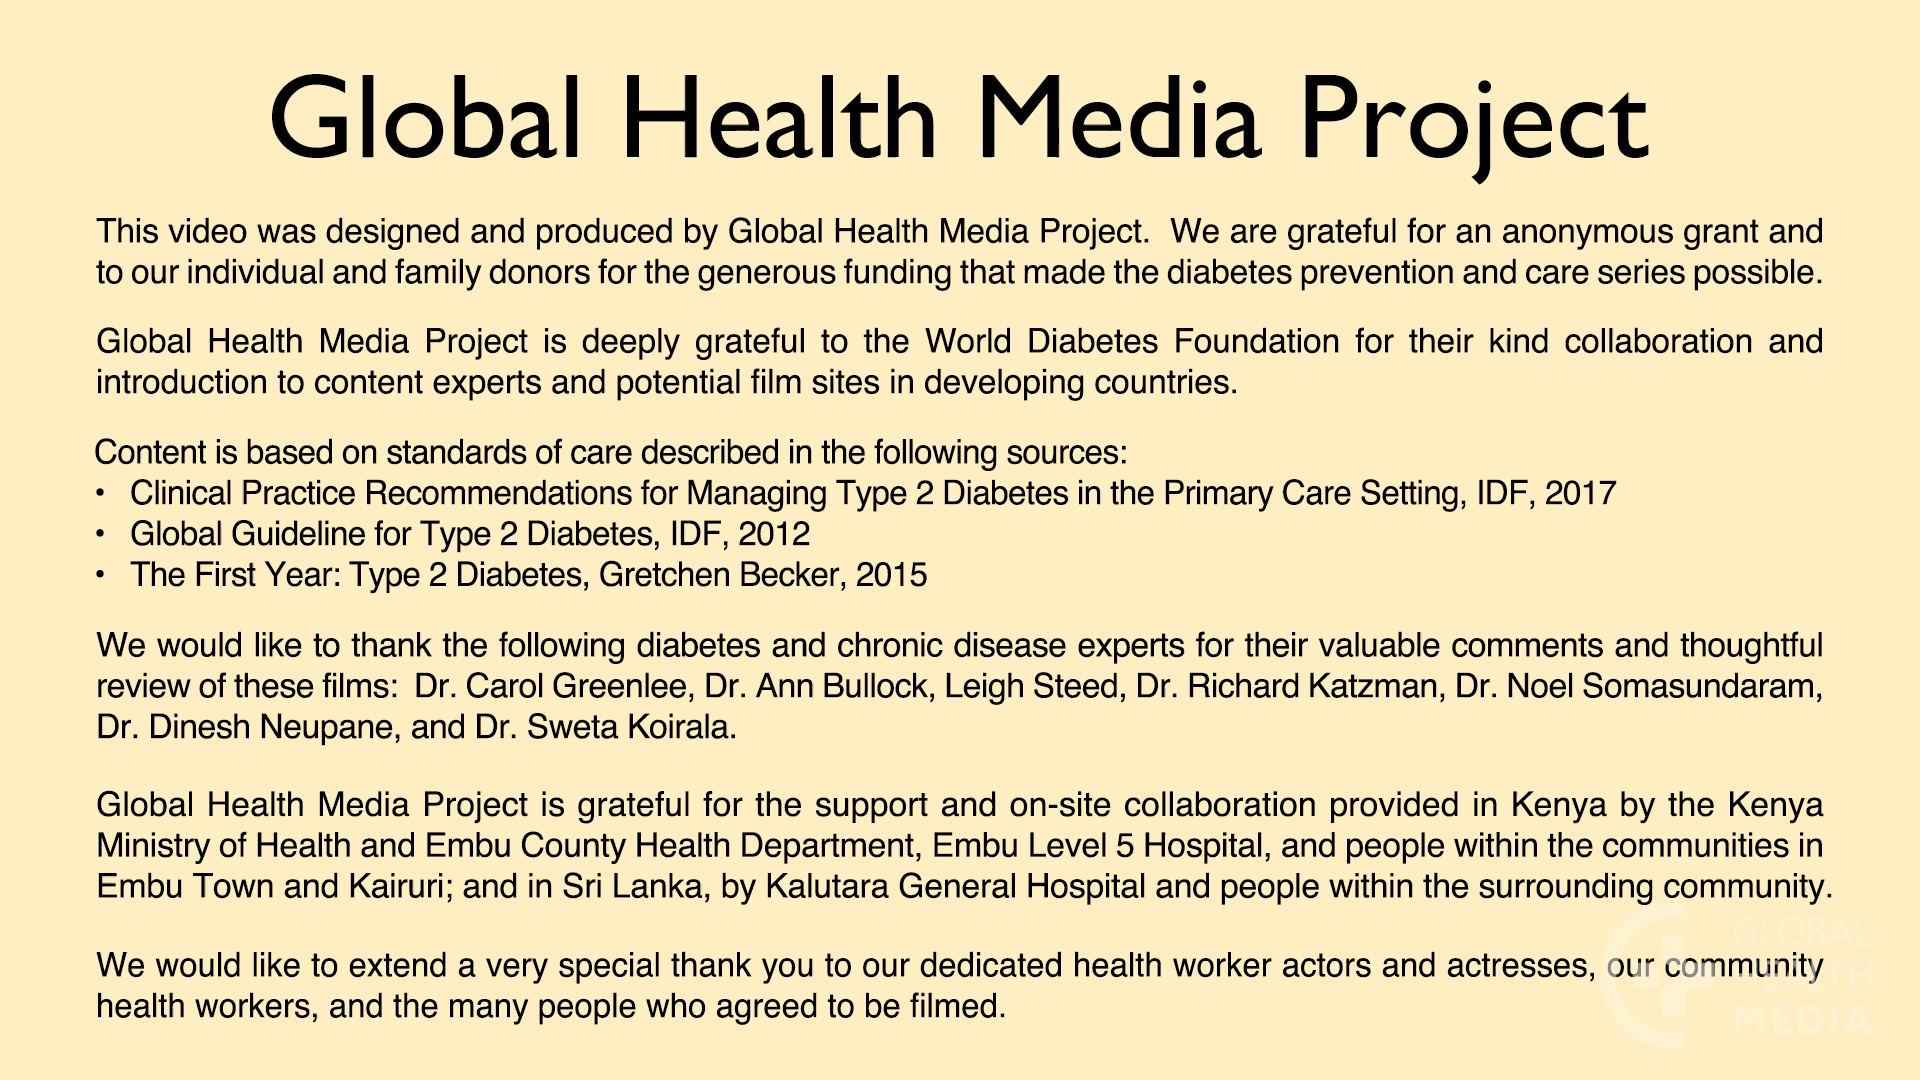 Global Health Media Project
This video was designed and produced by Global Health Media Project.  We are grateful for an anonymous grant and
to our individual and family donors for the generous funding that made the diabetes prevention and care series possible.
Global Health Media Project is deeply grateful to the World Diabetes Foundation for their kind collaboration and
introduction to content experts and potential film sites in developing countries.
Content is based on standards of care described in the following sources:
• Clinical Practice Recommendations for Managing Type 2 Diabetes in the Primary Care Setting, IDF, 2017
• Global Guideline for Type 2 Diabetes, IDF, 2012
• The First Year: Type 2 Diabetes, Gretchen Becker, 2015
We would like to thank the following diabetes and chronic disease experts for their valuable comments and thoughtful
review of these films:  Dr. Carol Greenlee, Dr. Ann Bullock, Leigh Steed, Dr. Richard Katzman, Dr. Noel Somasundaram,
Dr. Dinesh Neupane, and Dr. Sweta Koirala.
Global Health Media Project is grateful for the support and on-site collaboration provided in Kenya by the Kenya
Ministry of Health and Embu County Health Department, Embu Level 5 Hospital, and people within the communities in
Embu Town and Kairuri; and in Sri Lanka, by Kalutara General Hospital and people within the surrounding community.
We would like to extend a very special thank you to our dedicated health worker actors and actresses, our community
health workers, and the many people who agreed to be filmed.
GLOBAL
HEALTH
MEDIA